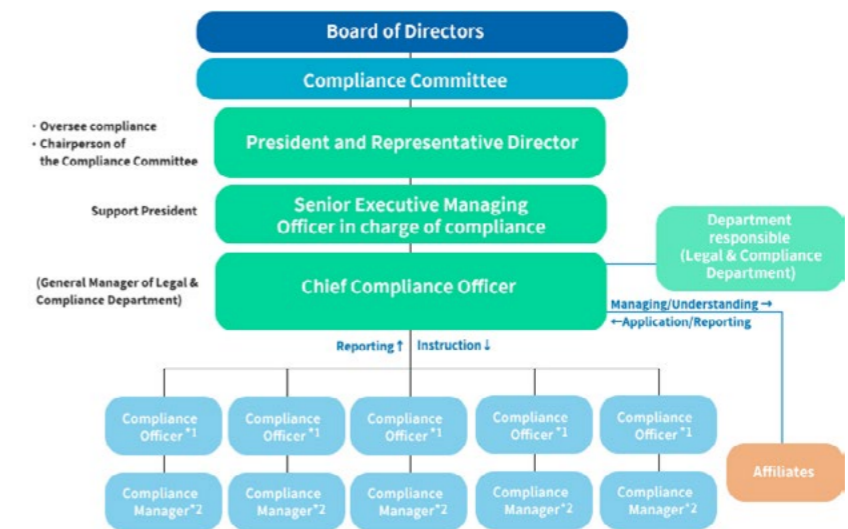 Board of Directors
Compliance Committee
・Oversee compliance
・Chairperson of
the Compliance Committee
President and Representative Director
Support President
Senior Executive Managing
Officer in charge of compliance
Department
responsible
(Legal & Compliance
Department)
(General Manager of Legal &
Compliance Department)
Chief Compliance Officer
Managing/Understanding →
←Application/Reporting
Reporting ↑
Instruction ↓
Compliance
Officer*1
Compliance
Officer*1
Compliance
Officer*1
Compliance
Officer*1
Compliance
Officer*1
Affiliates
Compliance
Manager*2
Compliance
Manager*2
Compliance
Manager*2
Compliance
Manager*2
Compliance
Manager*2